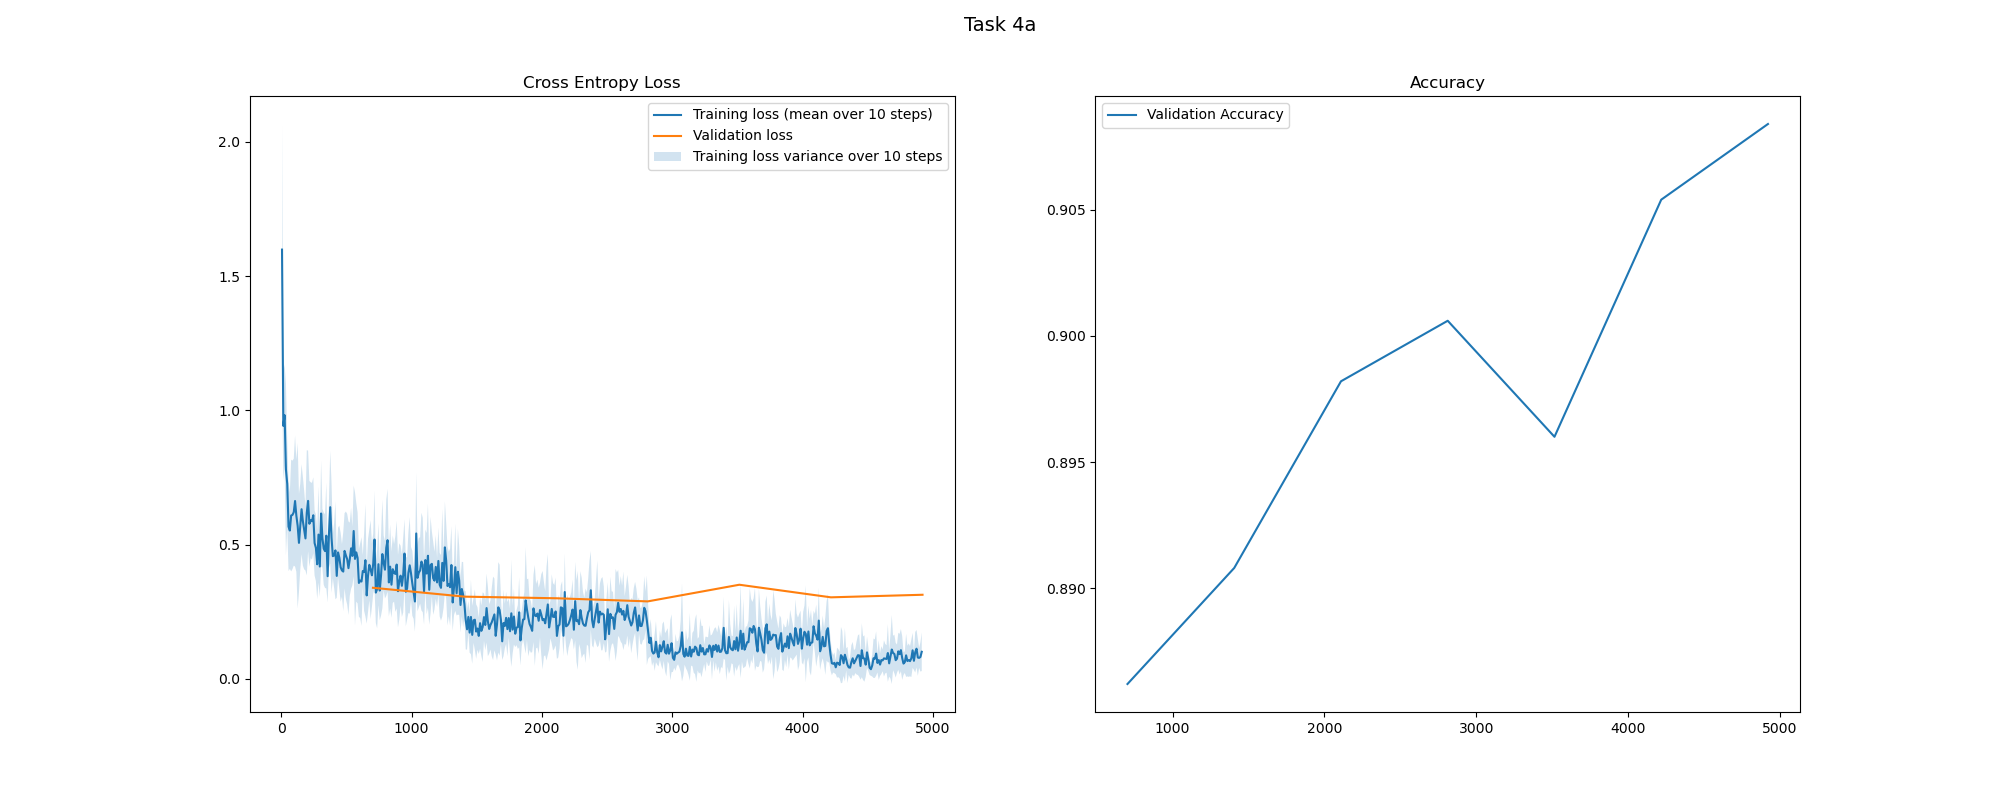 Task 4a
Cross Entropy Loss
Training loss (mean over 10 steps)
Validation loss
Training loss variance over 10 steps
2.0
1.5
1.0
0.5
0.0
0 1000 2000 3000 4000 5000
Accuracy
Validation Accuracy
0.905
0.900
0.895
0.890
1000 2000 3000 4000 5000